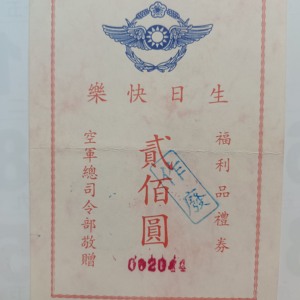 生日快樂
福利品禮券
貳佰圓
空軍總司令部敬贈
作廢